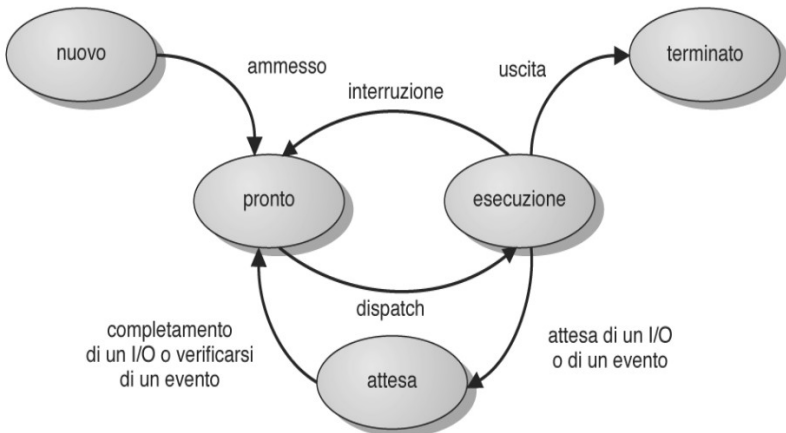 nuovo
ammesso
uscita
terminato
interruzione
pronto
esecuzione
dispatch
completamento
di un I/O o verificarsi
di un evento
attesa
attesa di un I/O
o di un evento